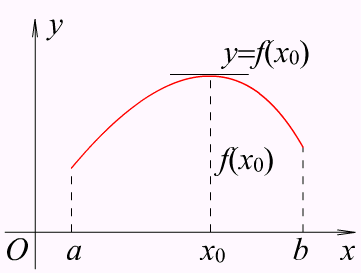 y
y=f(x₀)
f(x₀)
O a x₀ b x